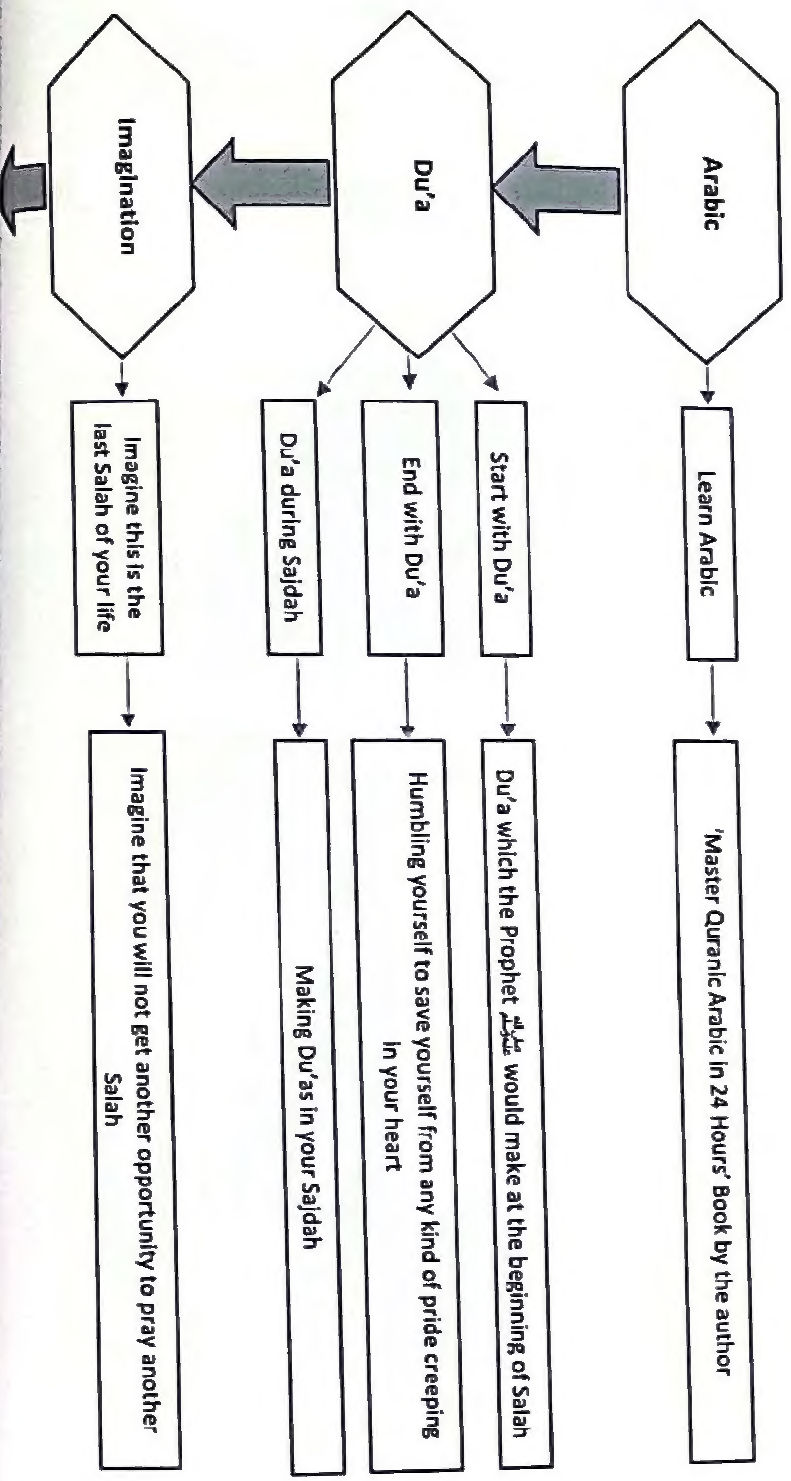 Arabic
Learn Arabic
'Master Quranic Arabic in 24 Hours' Book by the author
Du'a
Start with Du'a
Du'a which the Prophet ﷺ would make at the beginning of Salah
End with Du'a
Humbling yourself to save yourself from any kind of pride creeping
in your heart
Du'a during Sajdah
Making Du'as in your Sajdah
Imagination
Imagine this is the
last Salah of your life
Imagine that you will not get another opportunity to pray another
Salah